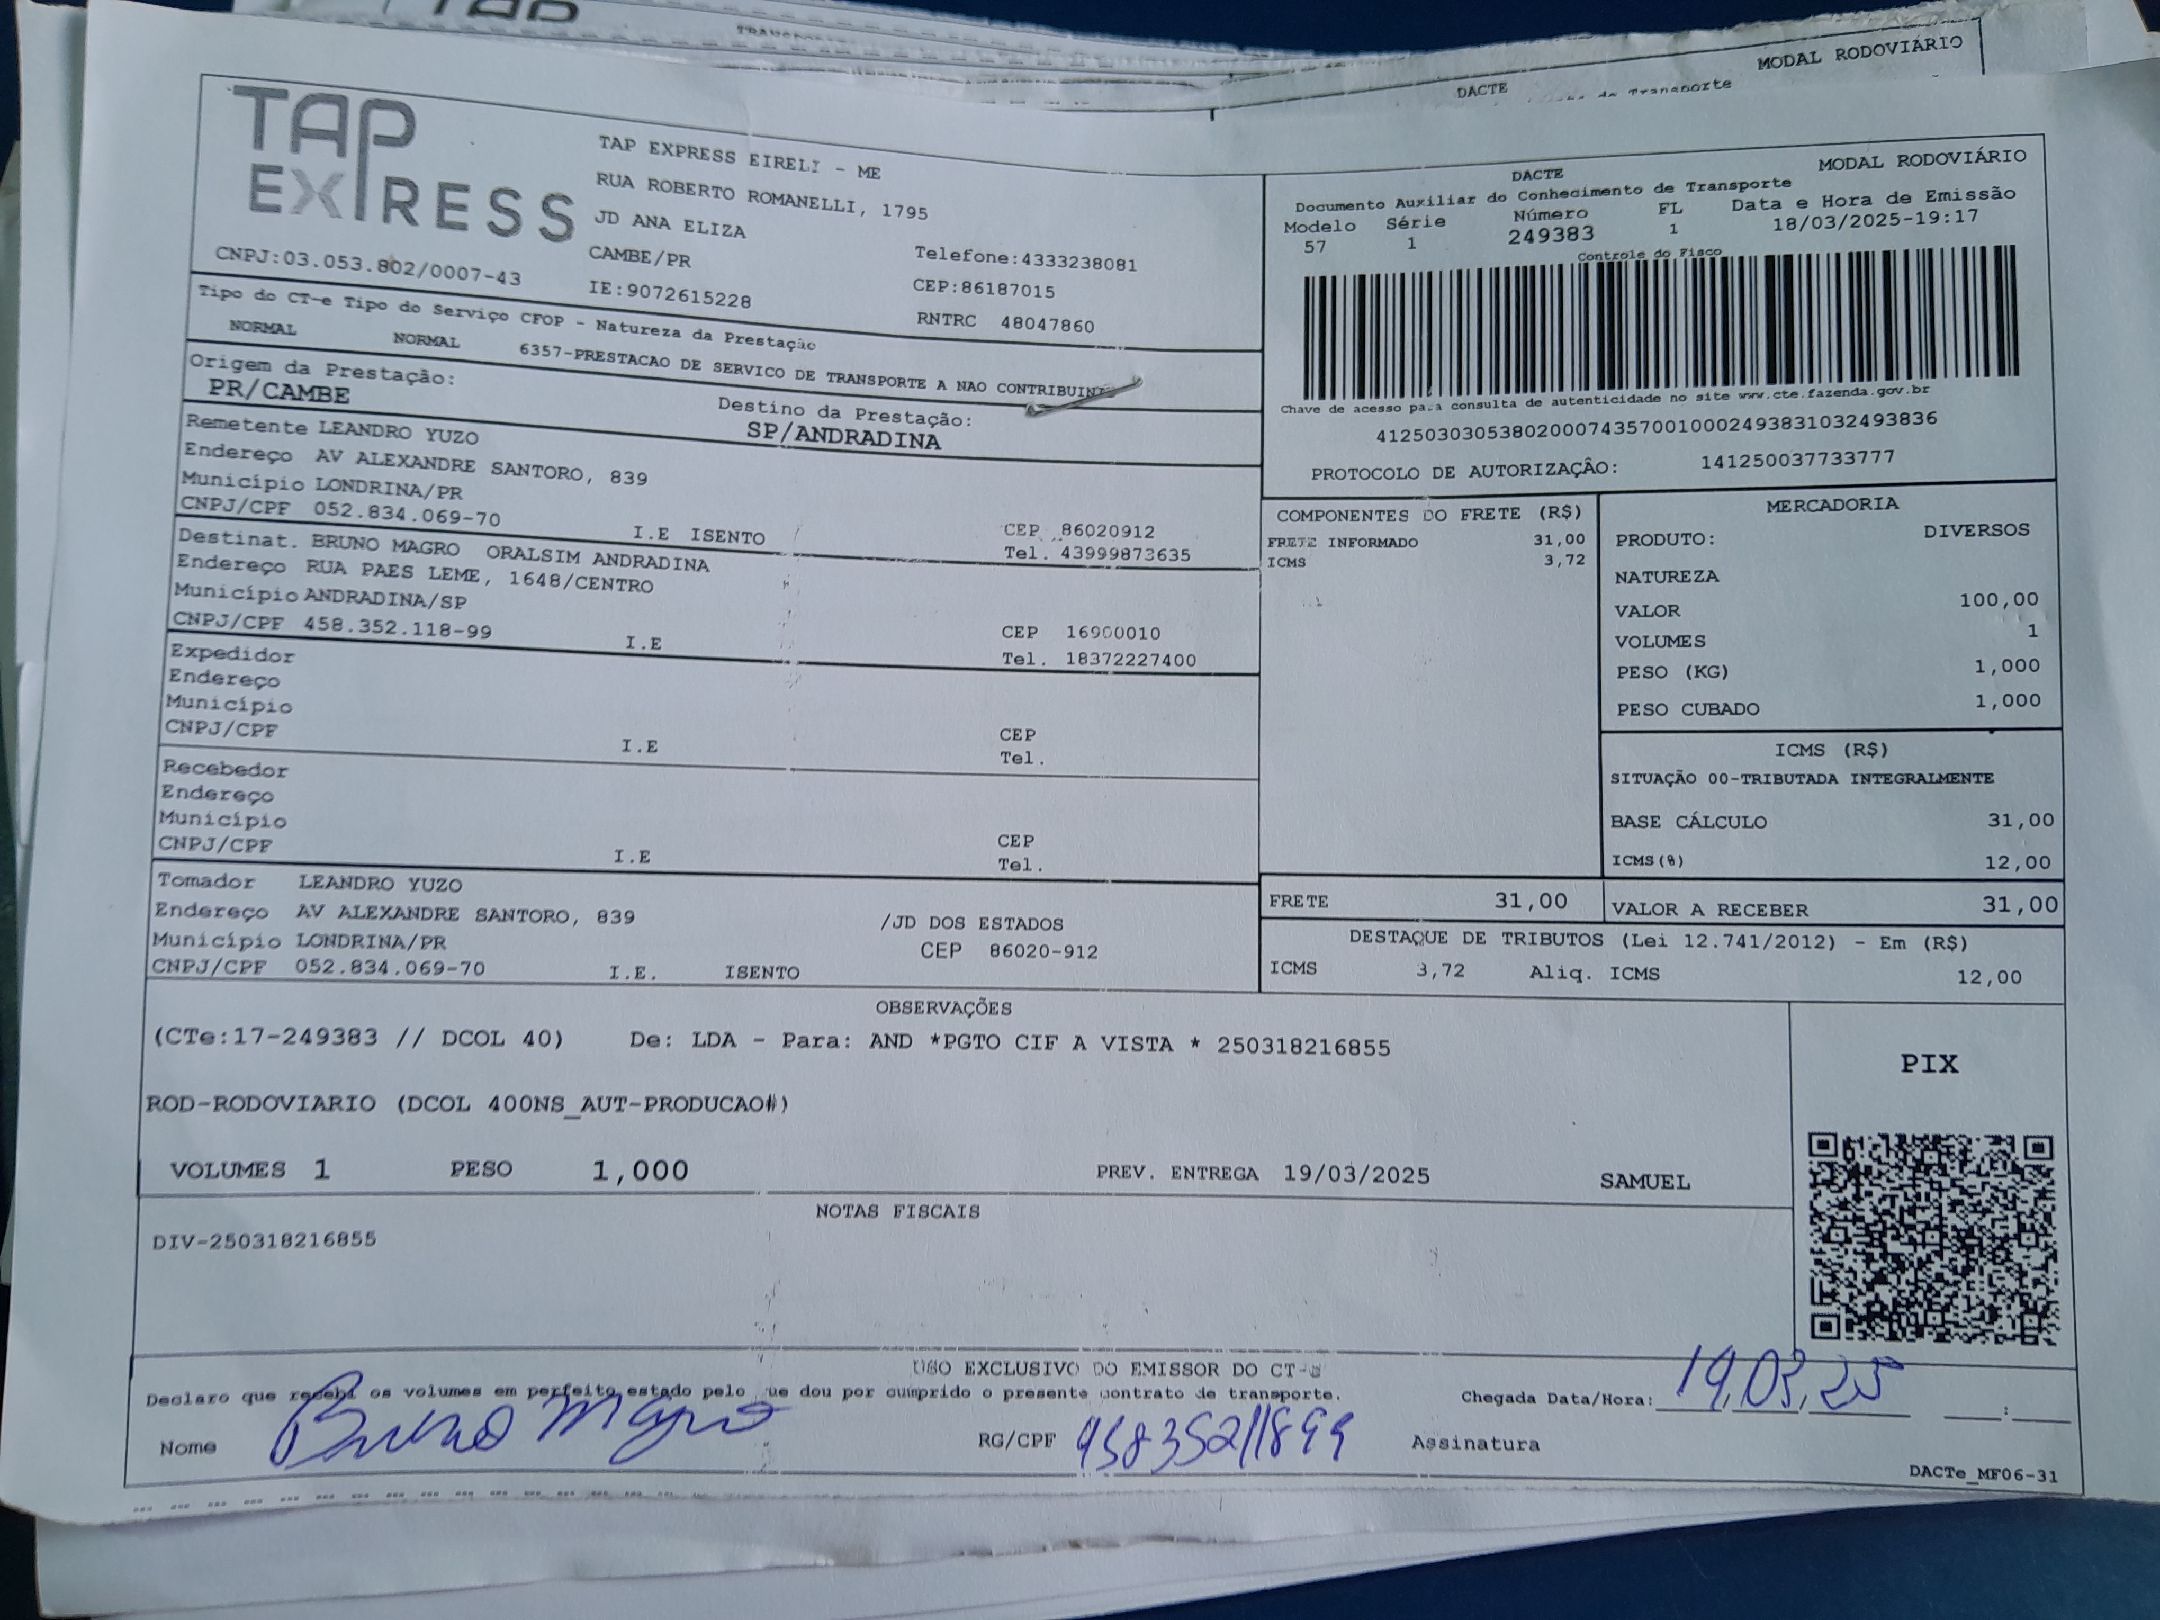 TAP
TRANSPOR
DACTE
MODAL RODOVIÁRIO
de Transporte
TAP
EXPRESS
TAP EXPRESS EIRELI - ME
RUA ROBERTO ROMANELLI, 1795
JD ANA ELIZA
CAMBE/PR
Telefone:4333238081
CNPJ:03.053.802/0007-43
IE:9072615228
CEP:86187015
RNTRC 48047860
Tipo do CT-e Tipo do Serviço CFOP - Natureza da Prestação
NORMAL NORMAL 6357-PRESTACAO DE SERVICO DE TRANSPORTE A NAO CONTRIBUINT
Origem da Prestação:
PR/CAMBE
Destino da Prestação:
SP/ANDRADINA
DACTE
MODAL RODOVIÁRIO
Documento Auxiliar do Conhecimento de Transporte
Modelo Série Número FL Data e Hora de Emissão
57 1 249383 1 18/03/2025-19:17
Controle do Fisco
Chave de acesso para consulta de autenticidade no site www.cte.fazenda.gov.br
41250303053802000743570010002493831032493836
PROTOCOLO DE AUTORIZAÇÃO: 141250037733777
Remetente LEANDRO YUZO
Endereço AV ALEXANDRE SANTORO, 839
Município LONDRINA/PR
CNPJ/CPF 052.834.069-70 I.E ISENTO
CEP 86020912
Tel. 43999873635
Destinat. BRUNO MAGRO ORALSIM ANDRADINA
Endereço RUA PAES LEME, 1648/CENTRO
Município ANDRADINA/SP
CNPJ/CPF 458.352.118-99 I.E
CEP 16900010
Tel. 18372227400
Expedidor
Endereço
Município
CNPJ/CPF I.E
CEP
Tel.
Recebedor
Endereço
Município
CNPJ/CPF I.E
CEP
Tel.
Tomador LEANDRO YUZO
Endereço AV ALEXANDRE SANTORO, 839 /JD DOS ESTADOS
Município LONDRINA/PR CEP 86020-912
CNPJ/CPF 052.834.069-70 I.E. ISENTO
COMPONENTES DO FRETE (R$)
FRETE INFORMADO 31,00
ICMS 3,72
MERCADORIA
PRODUTO: DIVERSOS
NATUREZA
VALOR 100,00
VOLUMES 1
PESO (KG) 1,000
PESO CUBADO 1,000
ICMS (R$)
SITUAÇÃO 00-TRIBUTADA INTEGRALMENTE
BASE CÁLCULO 31,00
ICMS(%) 12,00
FRETE 31,00 VALOR A RECEBER 31,00
DESTAQUE DE TRIBUTOS (Lei 12.741/2012) - Em (R$)
ICMS 3,72 Aliq. ICMS 12,00
OBSERVAÇÕES
(CTe:17-249383 // DCOL 40) De: LDA - Para: AND *PGTO CIF A VISTA * 250318216855
ROD-RODOVIARIO (DCOL 400NS_AUT-PRODUCAO#)
VOLUMES 1 PESO 1,000 PREV. ENTREGA 19/03/2025 SAMUEL
PIX
NOTAS FISCAIS
DIV-250318216855
USO EXCLUSIVO DO EMISSOR DO CT-e
Declaro que recebi os volumes em perfeito estado pelo que dou por cumprido o presente contrato de transporte.
Chegada Data/Hora: 19,03,25 :
Nome Bruno Magro RG/CPF 45835211899 Assinatura
DACTe_MF06-31